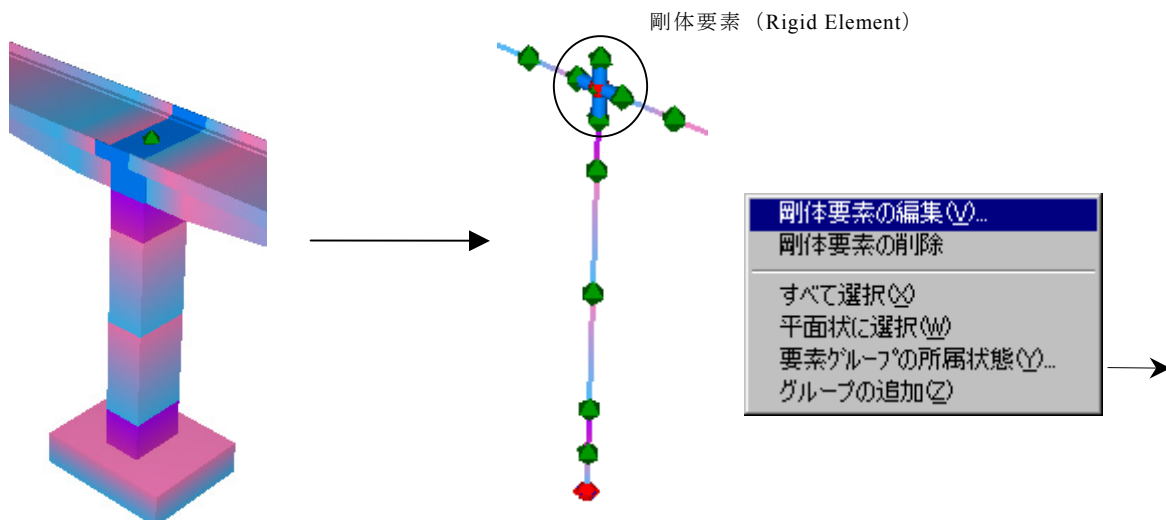 剛体要素（Rigid Element）
剛体要素の編集(V)...
剛体要素の削除
すべて選択(X)
平面状に選択(W)
要素グループの所属状態(Y)...
グループの追加(Z)